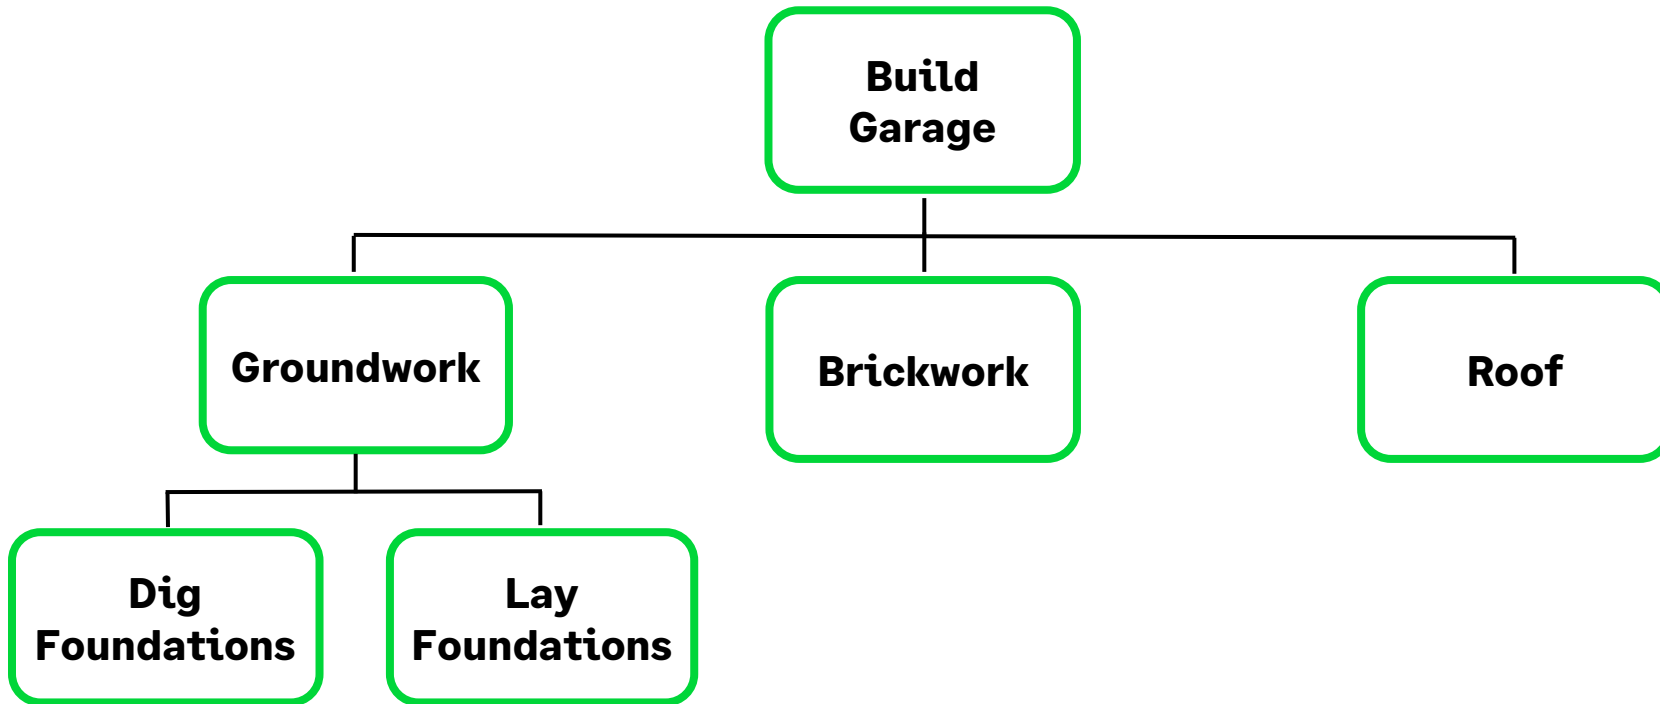 Build
Garage
Groundwork
Brickwork
Roof
Dig
Foundations
Lay
Foundations